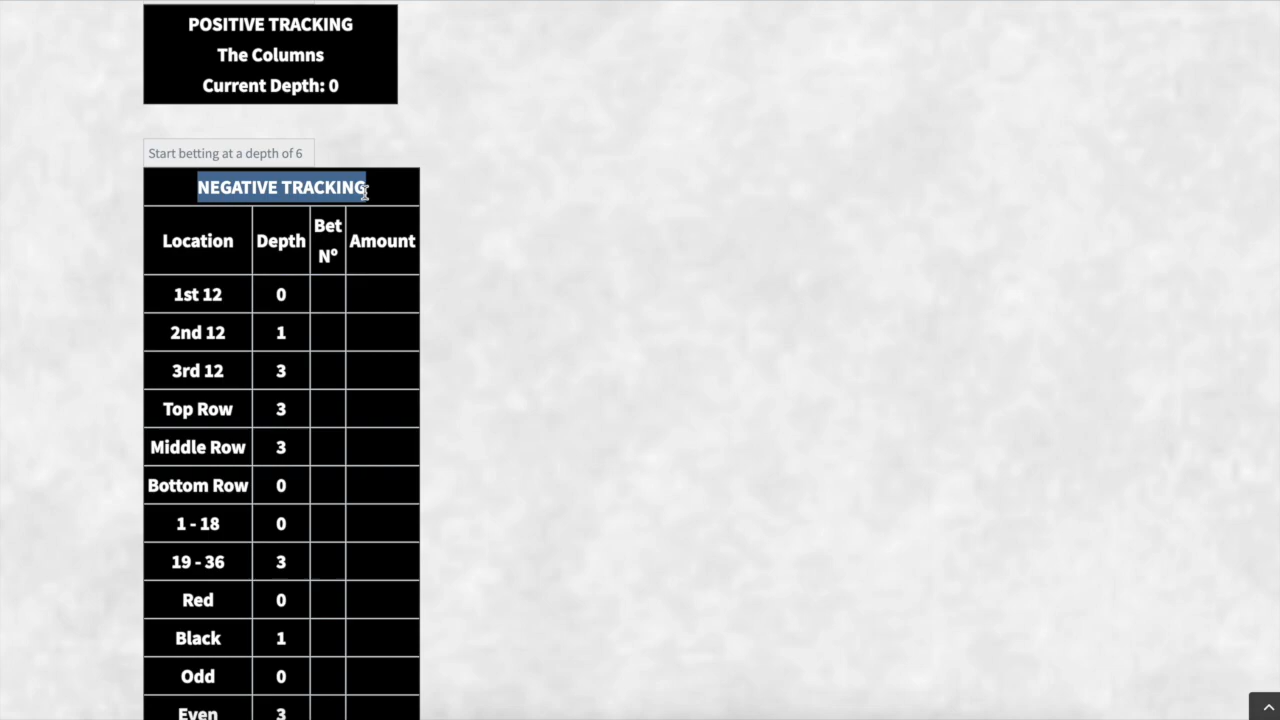 POSITIVE TRACKING
The Columns
Current Depth: 0
Start betting at a depth of 6
NEGATIVE TRACKING
Location Depth Bet Nº Amount
1st 12 0
2nd 12 1
3rd 12 3
Top Row 3
Middle Row 3
Bottom Row 0
1 - 18 0
19 - 36 3
Red 0
Black 1
Odd 0
Even 3